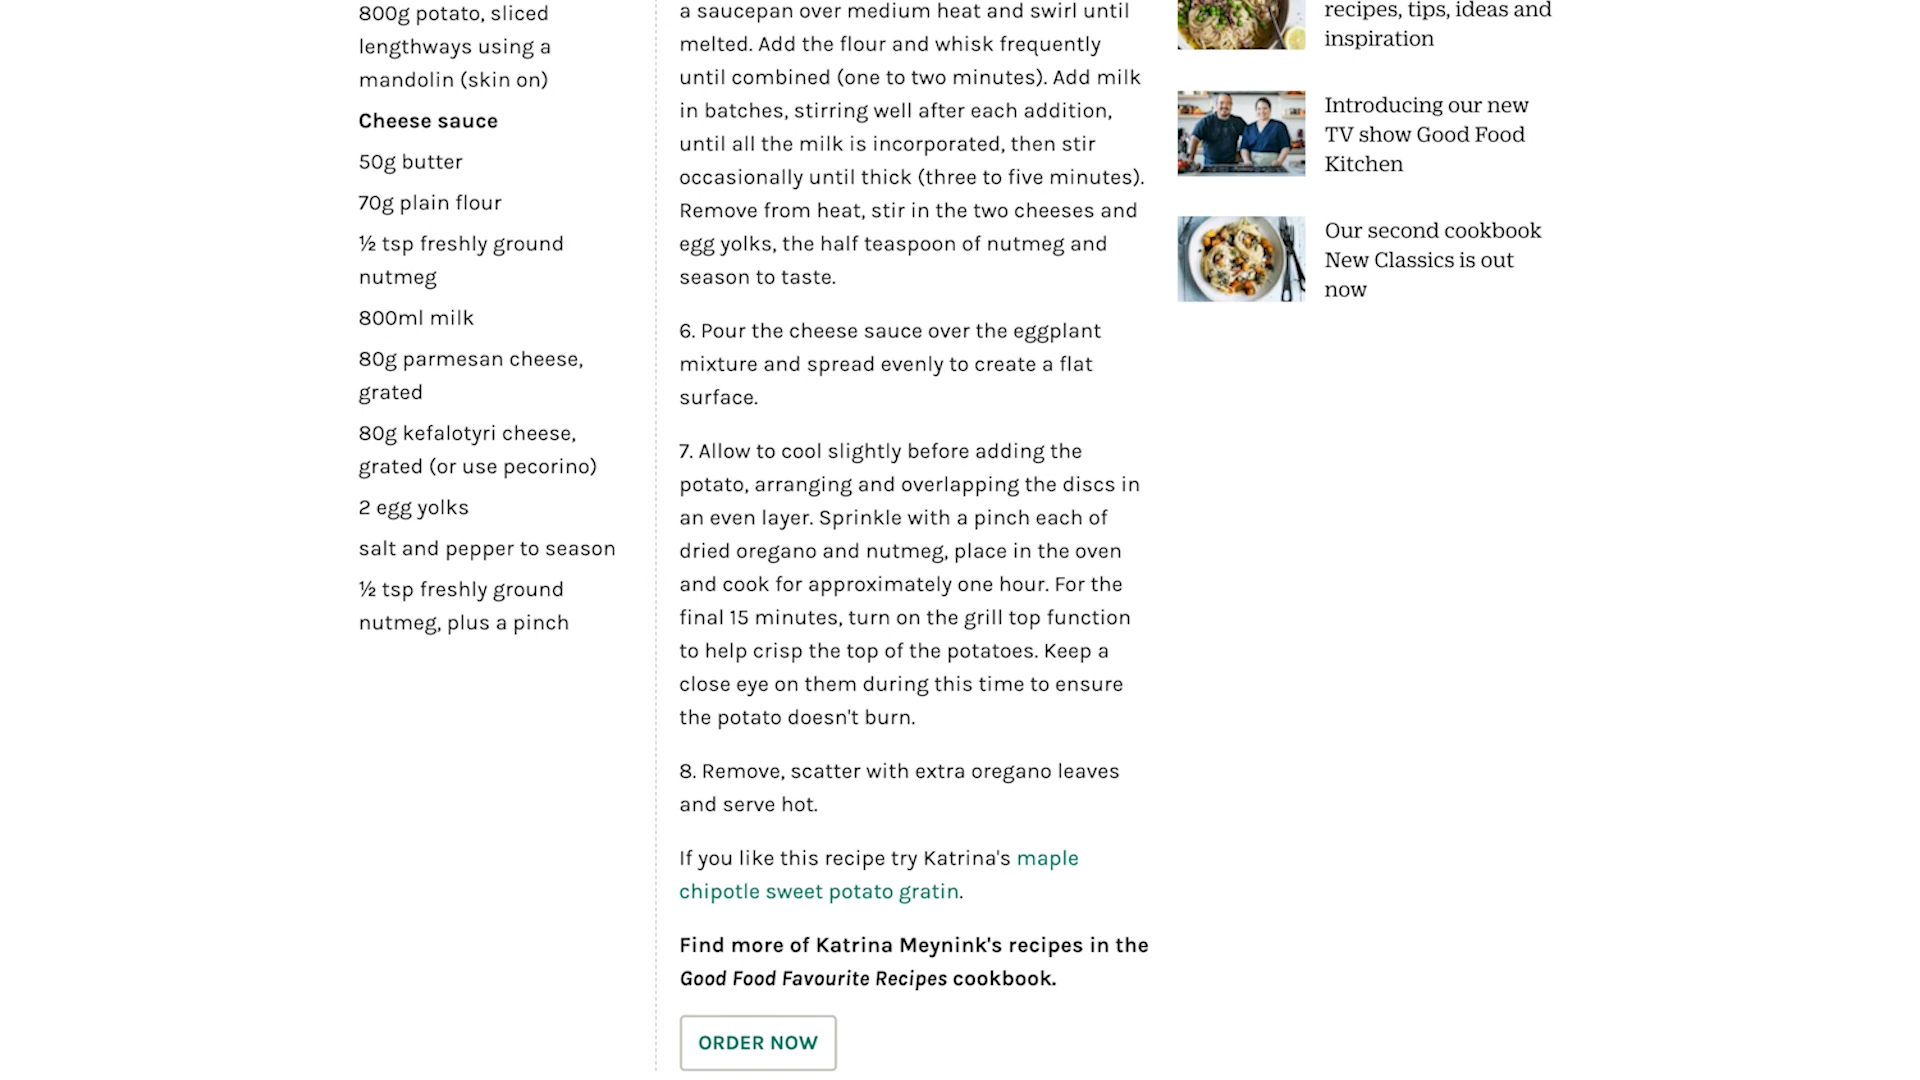 800g potato, sliced
lengthways using a
mandolin (skin on)
Cheese sauce
50g butter
70g plain flour
½ tsp freshly ground
nutmeg
800ml milk
80g parmesan cheese,
grated
80g kefalotyri cheese,
grated (or use pecorino)
2 egg yolks
salt and pepper to season
½ tsp freshly ground
nutmeg, plus a pinch
a saucepan over medium heat and swirl until
melted. Add the flour and whisk frequently
until combined (one to two minutes). Add milk
in batches, stirring well after each addition,
until all the milk is incorporated, then stir
occasionally until thick (three to five minutes).
Remove from heat, stir in the two cheeses and
egg yolks, the half teaspoon of nutmeg and
season to taste.
6. Pour the cheese sauce over the eggplant
mixture and spread evenly to create a flat
surface.
7. Allow to cool slightly before adding the
potato, arranging and overlapping the discs in
an even layer. Sprinkle with a pinch each of
dried oregano and nutmeg, place in the oven
and cook for approximately one hour. For the
final 15 minutes, turn on the grill top function
to help crisp the top of the potatoes. Keep a
close eye on them during this time to ensure
the potato doesn't burn.
8. Remove, scatter with extra oregano leaves
and serve hot.
If you like this recipe try Katrina's maple
chipotle sweet potato gratin.
Find more of Katrina Meynink's recipes in the
Good Food Favourite Recipes cookbook.
ORDER NOW
recipes, tips, ideas and
inspiration
Introducing our new
TV show Good Food
Kitchen
Our second cookbook
New Classics is out
now